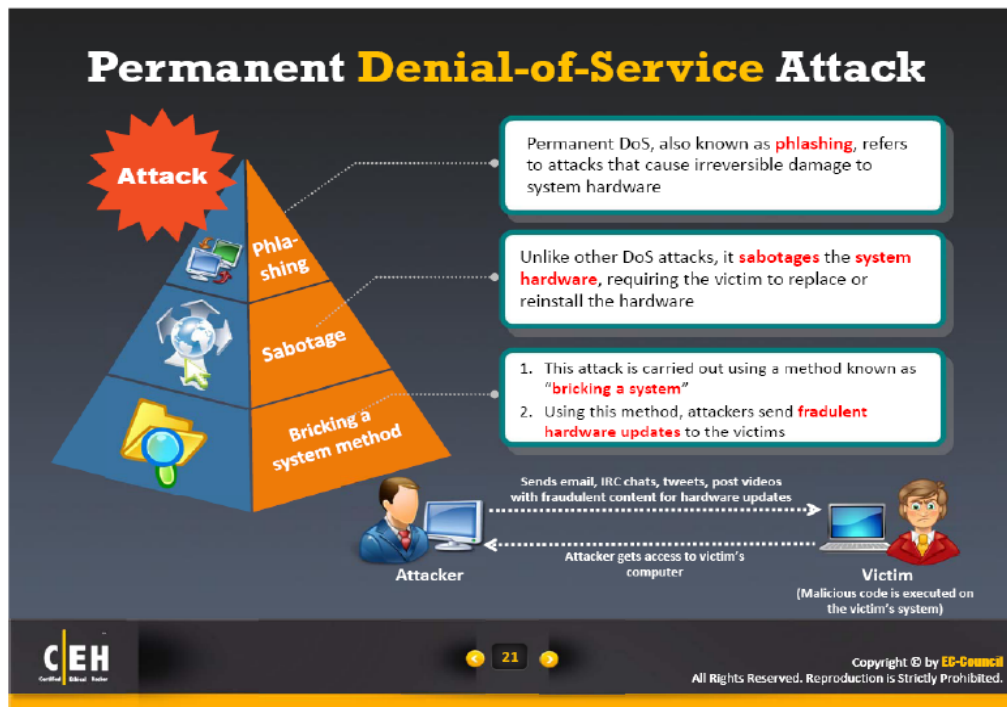 Permanent Denial-of-Service Attack
Attack
Phla-
shing
Sabotage
Bricking a
system method
Permanent DoS, also known as phlashing, refers
to attacks that cause irreversible damage to
system hardware
Unlike other DoS attacks, it sabotages the system
hardware, requiring the victim to replace or
reinstall the hardware
1. This attack is carried out using a method known as
"bricking a system"
2. Using this method, attackers send fradulent
hardware updates to the victims
Sends email, IRC chats, tweets, post videos
with fraudulent content for hardware updates
Attacker gets access to victim's
computer
Attacker
Victim
(Malicious code is executed on
the victim's system)
CEH
Certified Ethical Hacker
21
Copyright © by EC-Council
All Rights Reserved. Reproduction is Strictly Prohibited.